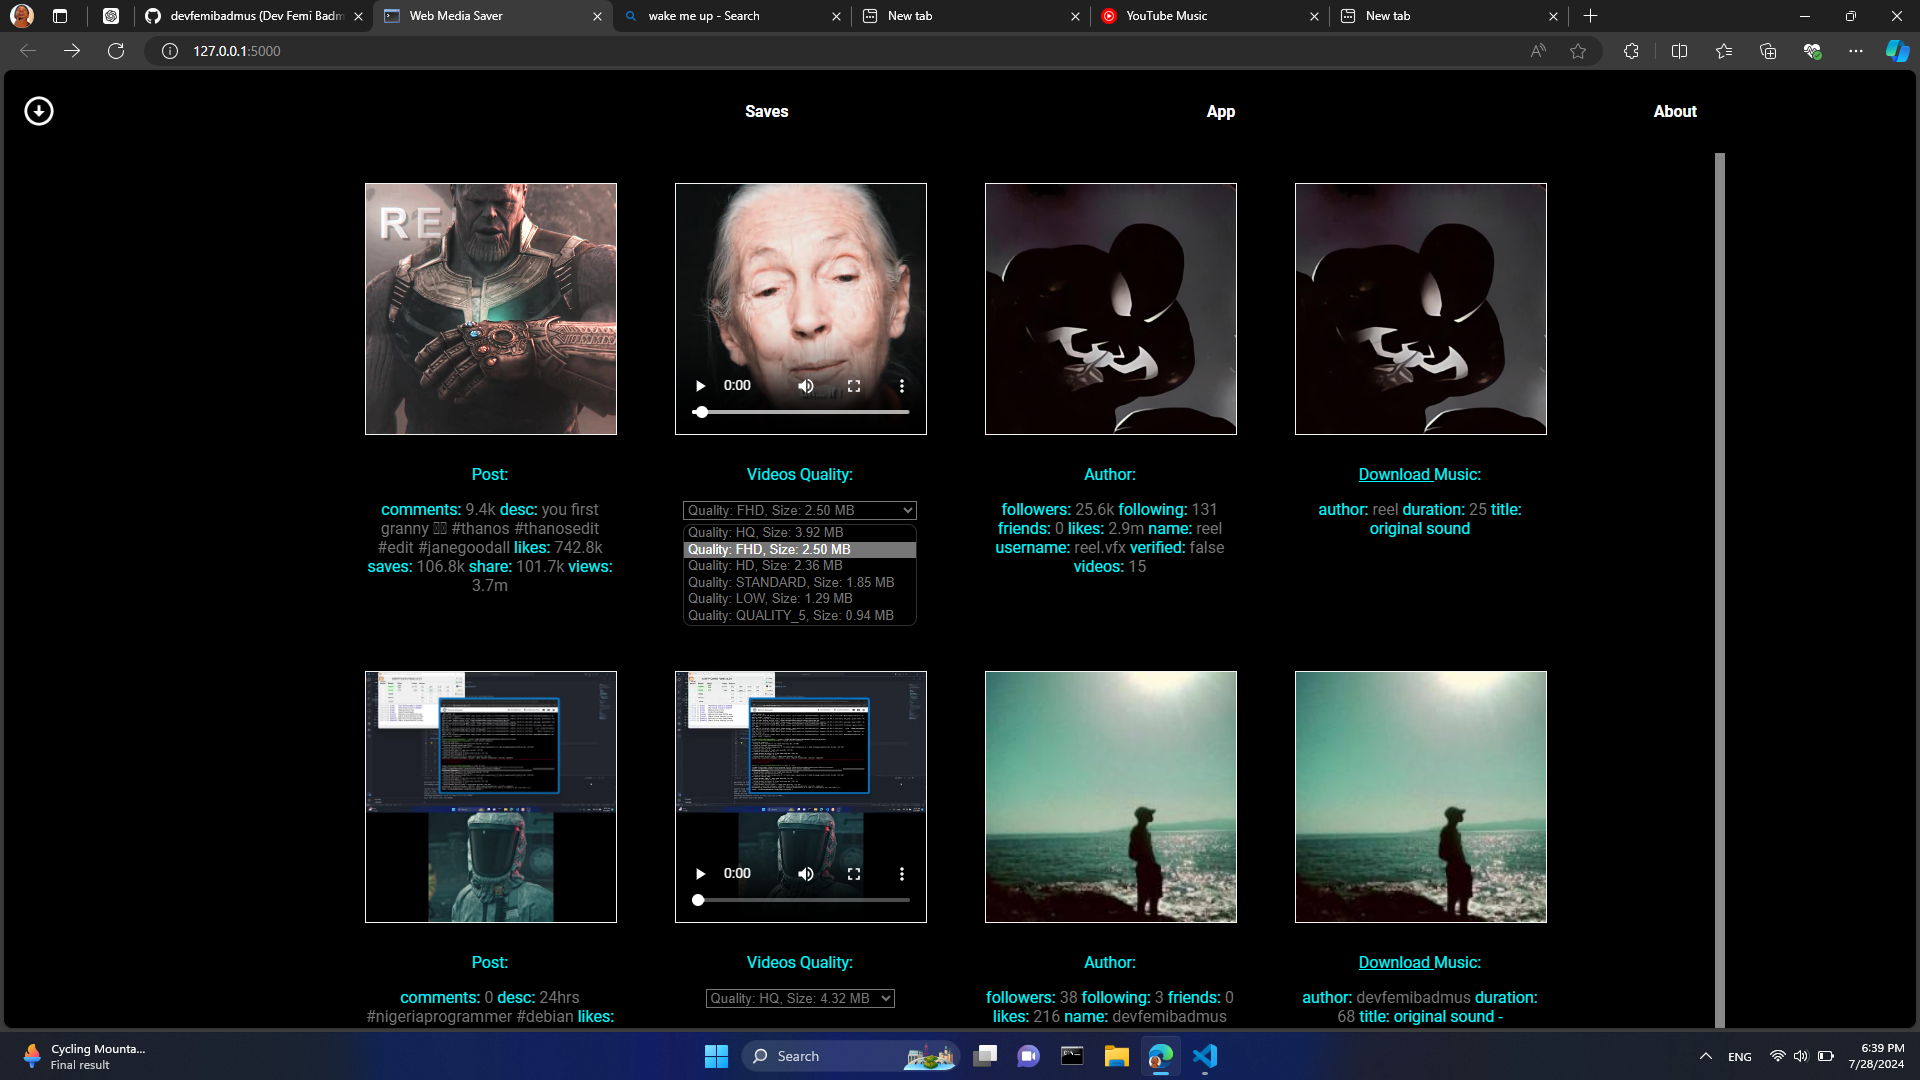 devfemibadmus (Dev Femi Badm
Web Media Saver
wake me up - Search
New tab
YouTube Music
New tab
127.0.0.1:5000
Saves
App
About
RE
0:00
Post:
Videos Quality:
Author:
Download Music:
comments: 9.4k desc: you first
granny #thanos #thanosedit
#edit #janegoodall likes: 742.8k
saves: 106.8k share: 101.7k views:
3.7m
Quality: FHD, Size: 2.50 MB
Quality: HQ, Size: 3.92 MB
Quality: FHD, Size: 2.50 MB
Quality: HD, Size: 2.36 MB
Quality: STANDARD, Size: 1.85 MB
Quality: LOW, Size: 1.29 MB
Quality: QUALITY_5, Size: 0.94 MB
followers: 25.6k following: 131
friends: 0 likes: 2.9m name: reel
username: reel.vfx verified: false
videos: 15
author: reel duration: 25 title:
original sound
0:00
Post:
Videos Quality:
Author:
Download Music:
comments: 0 desc: 24hrs
#nigeriaprogrammer #debian likes:
Quality: HQ, Size: 4.32 MB
followers: 38 following: 3 friends: 0
likes: 216 name: devfemibadmus
author: devfemibadmus duration:
68 title: original sound -
Cycling Mounta...
Final result
Search
ENG
6:39 PM
7/28/2024